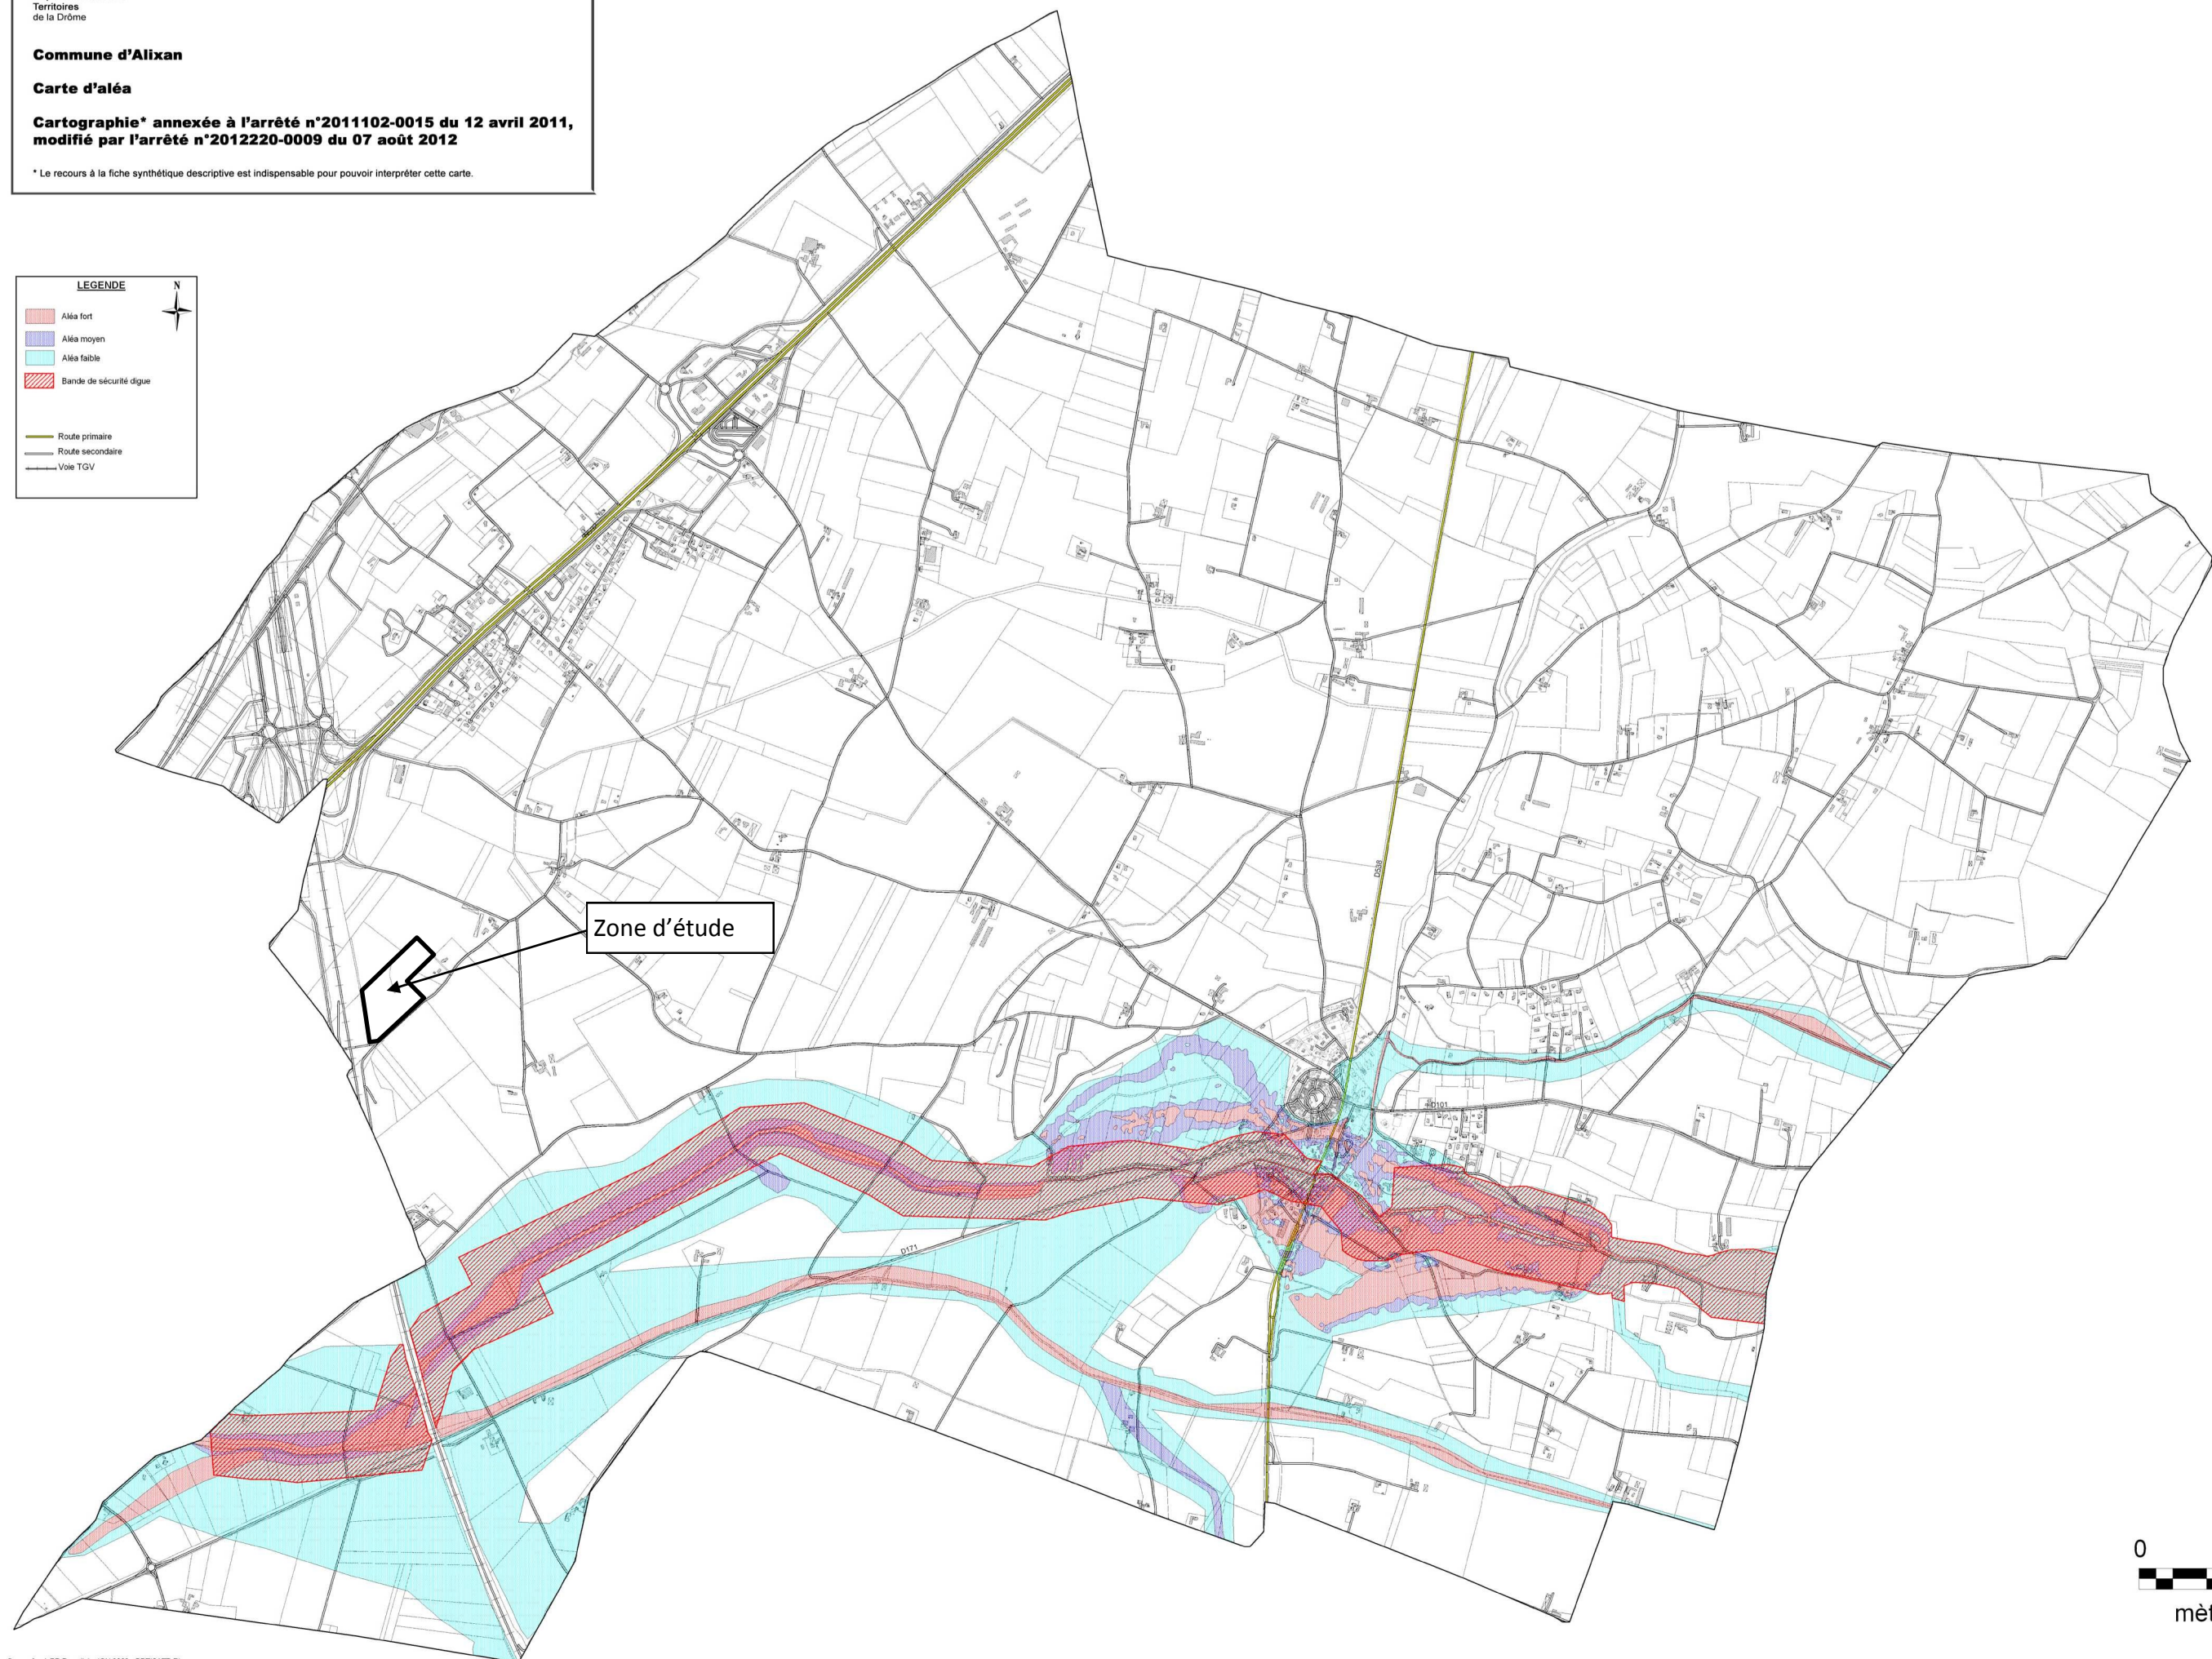 Territoires
de la Drôme
Commune d'Alixan
Carte d'aléa
Cartographie* annexée à l'arrêté n°2011102-0015 du 12 avril 2011,
modifié par l'arrêté n°2012220-0009 du 07 août 2012
* Le recours à la fiche synthétique descriptive est indispensable pour pouvoir interpréter cette carte.
LEGENDE
N
Aléa fort
Aléa moyen
Aléa faible
Bande de sécurité digue
Route primaire
Route secondaire
Voie TGV
D538
Zone d'étude
D101
D171
0
mèt